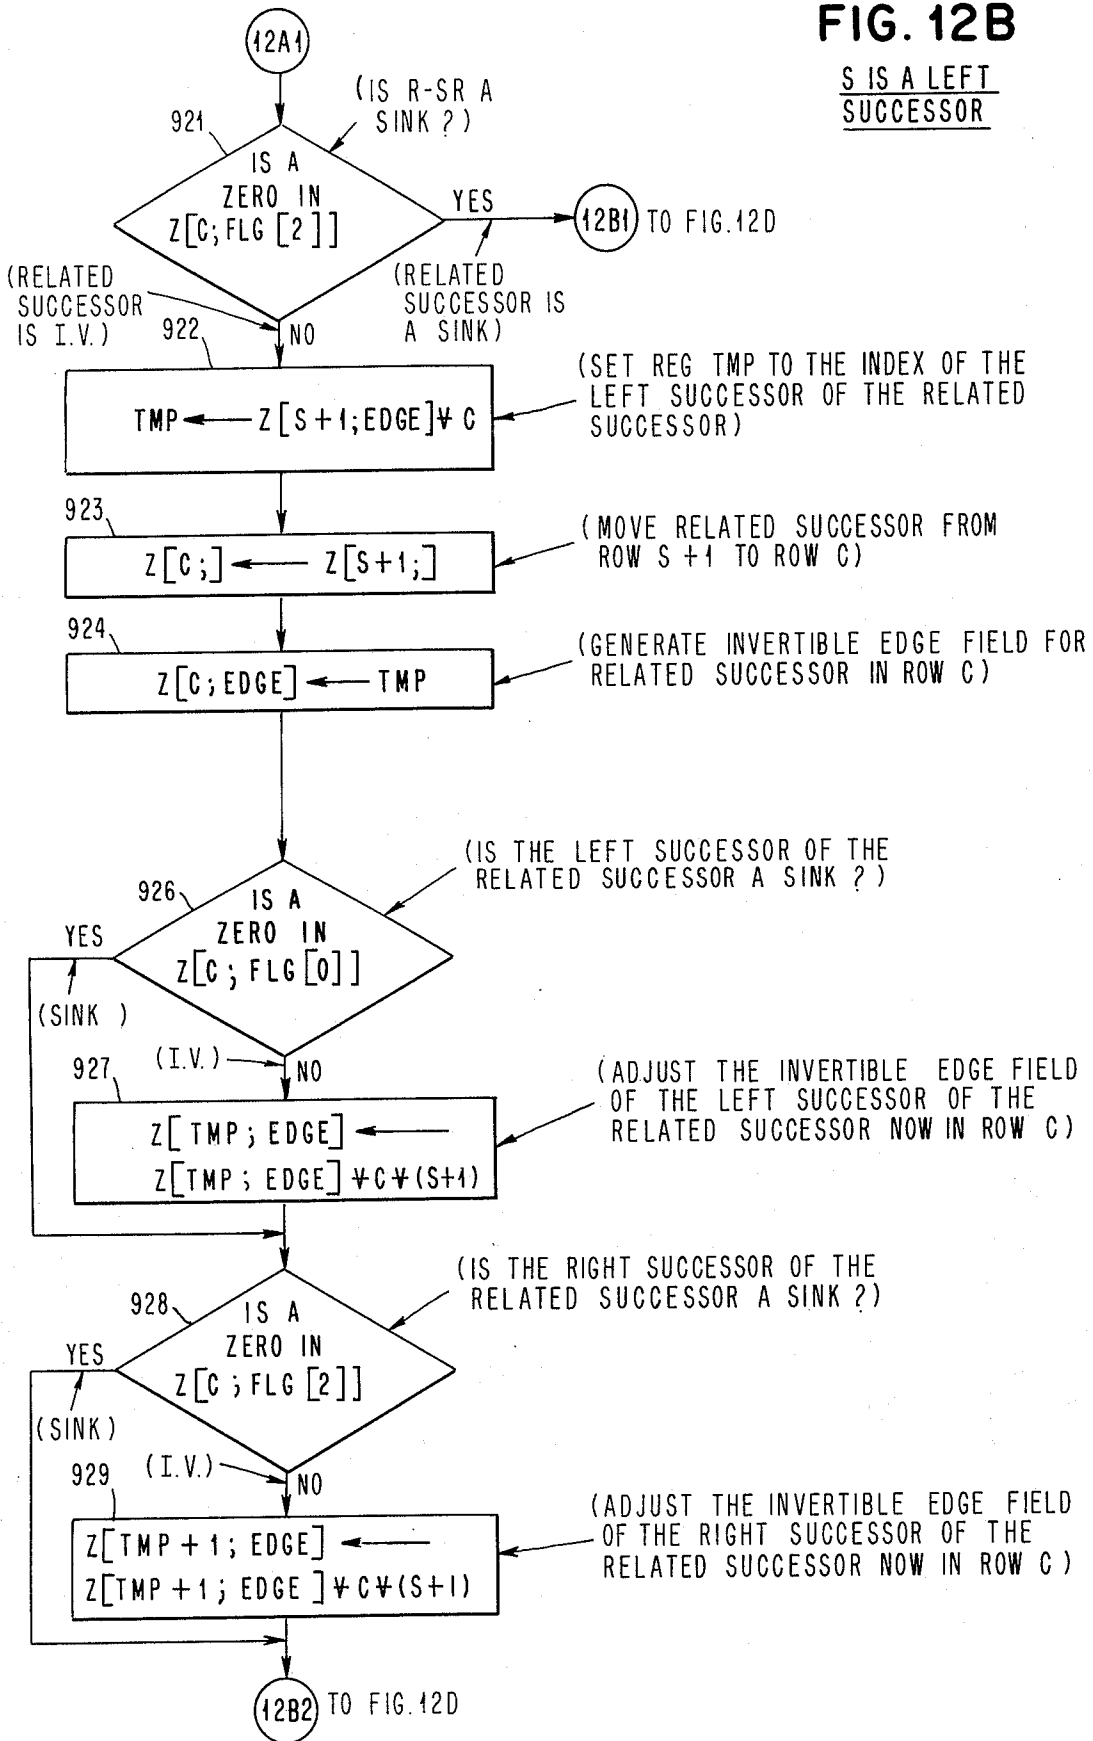 FIG. 12B
S IS A LEFT
SUCCESSOR
12A1
(IS R-SR A
SINK ?)
921
IS A
ZERO IN
Z[C;FLG[2]]
YES
12B1 TO FIG.12D
(RELATED
SUCCESSOR
IS I.V.)
(RELATED
SUCCESSOR IS
A SINK)
NO
922
TMP ← Z[S+1;EDGE]⩝ C
(SET REG TMP TO THE INDEX OF THE
LEFT SUCCESSOR OF THE RELATED
SUCCESSOR)
923
Z[C;] ← Z[S+1;]
(MOVE RELATED SUCCESSOR FROM
ROW S+1 TO ROW C)
924
Z[C;EDGE] ← TMP
(GENERATE INVERTIBLE EDGE FIELD FOR
RELATED SUCCESSOR IN ROW C)
(IS THE LEFT SUCCESSOR OF THE
RELATED SUCCESSOR A SINK ?)
926
IS A
ZERO IN
Z[C; FLG[0]]
YES
(SINK )
(I.V.)
NO
927
Z[TMP; EDGE] ←
Z[TMP; EDGE]⩝C⩝(S+1)
(ADJUST THE INVERTIBLE EDGE FIELD
OF THE LEFT SUCCESSOR OF THE
RELATED SUCCESSOR NOW IN ROW C)
(IS THE RIGHT SUCCESSOR OF THE
RELATED SUCCESSOR A SINK ?)
928
IS A
ZERO IN
Z[C; FLG[2]]
YES
(SINK)
(I.V.)
NO
929
Z[TMP+1; EDGE] ←
Z[TMP+1; EDGE]⩝C⩝(S+1)
(ADJUST THE INVERTIBLE EDGE FIELD
OF THE RIGHT SUCCESSOR OF THE
RELATED SUCCESSOR NOW IN ROW C)
12B2 TO FIG.12D